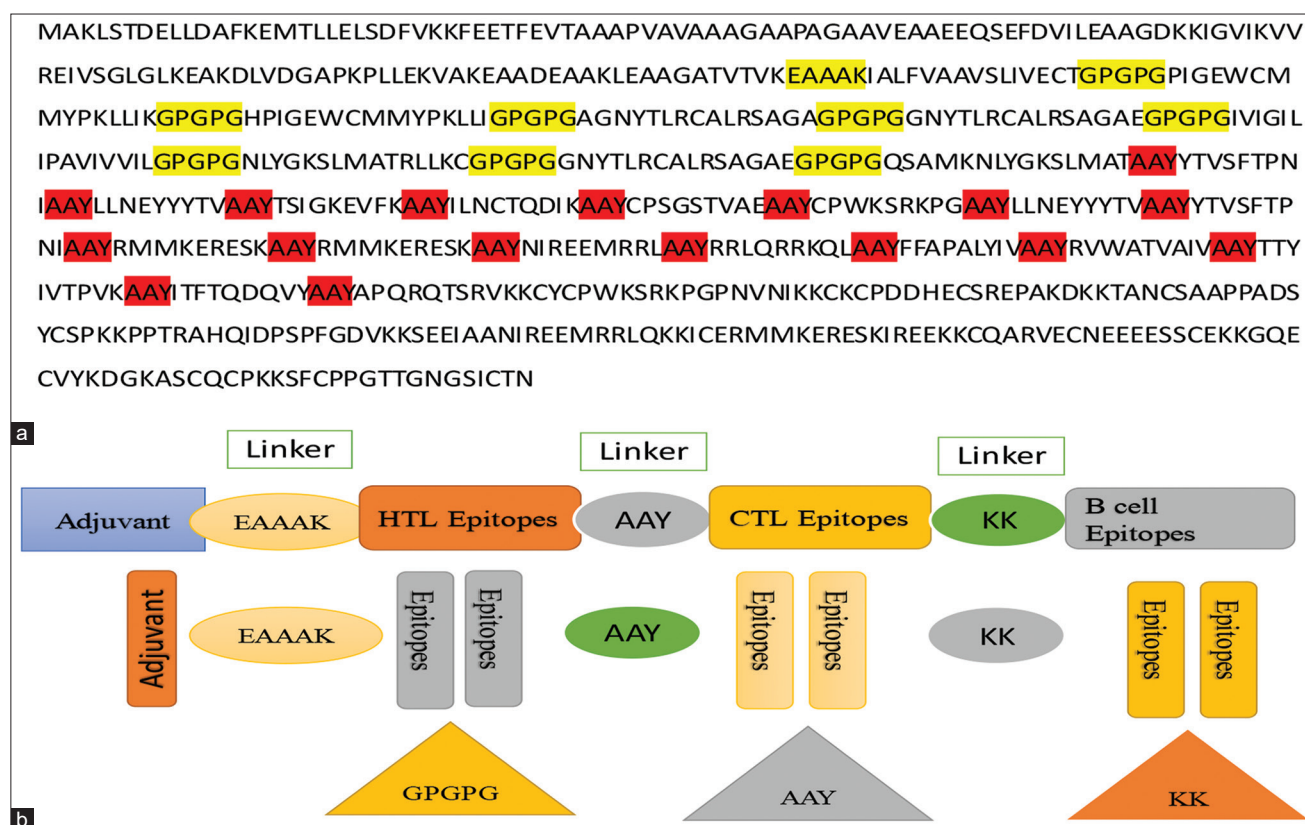 MAKLSTDELLDAFKEMTLLELSDFVKKFEETFEVTAAAPVAVAAAGAAPAGAAVEAAEEQSEFDVILEAAGDKKIGVIKVV
REIVSGLGLKEAKDLVDGAPKPLLEKVAKEAADEAAKLEAAGATVTVKEAAAKIALFVAAVSLIVECTGPGPGPIGEWCM
MYPKLLIKGPGPGHPIGEWCMMYPKLLIGPGPGAGNYTLRCALRSAGAGPGPGGNYTLRCALRSAGAEGPGPGIVIGIL
IPAVIVVILGPGPGNLYGKSLMATRLLKCGPGPGGNYTLRCALRSAGAEGPGPGQSAMKNLYGKSLMATAAYYTVSFTPN
IAAYLLNEYYYTVAAYTSIGKEVFKAAYILNCTQDIKAAYCPSGSTVAEAAYCPWKSRKPGAAYLLNEYYYTVAAYYTVSFTP
NIAAYRMMKERESKAAYRMMKERESKAAYNIREEMRRLAAYRRLQRRKQLAAYFFAPALYIVAAYRVWATVAIVAAYTTY
IVTPVKAAYITFTQDQVYAAYAPQRQTSRVKKCYCPWKSRKPGPNVNIKKCKCPDDHECSREPAKDKKTANCSAAPPADS
YCSPKKPPTRAHQIDPSPFGDVKKSEEIAANIREEMRRLQKKICERMMKERESKIREEKKCQARVECNEEEESSCEKKGQE
CVYKDGKASCQCPKKSFCPPGTTGNGSICTN
a
Linker Linker Linker
Adjuvant EAAAK HTL Epitopes AAY CTL Epitopes KK B cell
Epitopes
Adjuvant EAAAK Epitopes Epitopes AAY Epitopes Epitopes KK Epitopes Epitopes
GPGPG AAY KK
b